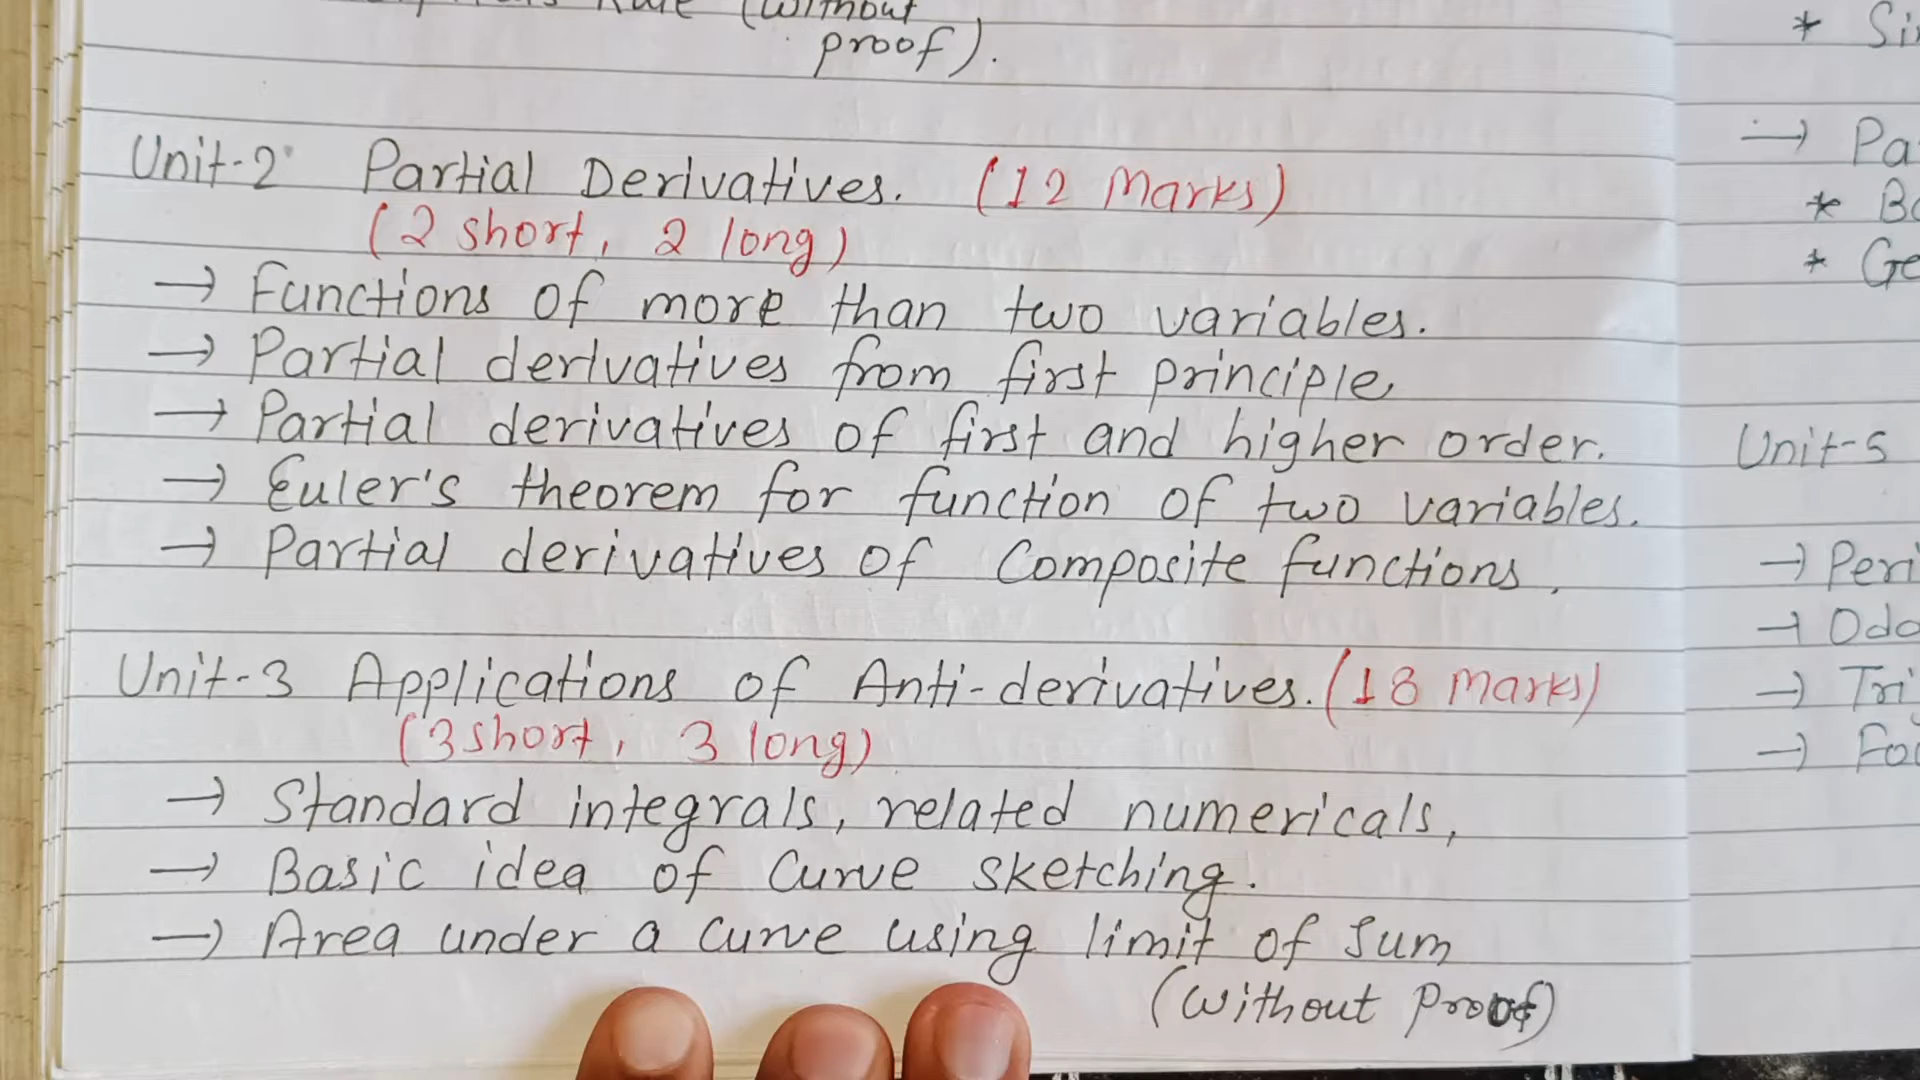 Rule (Without
proof).
Unit-2 Partial Derivatives. (12 Marks)
(2 short, 2 long)
→ Functions of more than two variables.
→ Partial derivatives from first principle
→ Partial derivatives of first and higher order.
→ Euler's theorem for function of two variables.
→ Partial derivatives of Composite functions.
Unit-3 Applications of Anti-derivatives. (18 Marks)
(3 short, 3 long)
→ Standard integrals, related numericals,
→ Basic idea of Curve sketching.
→ Area under a Curve using limit of Sum
(Without Proof)
Unit-5